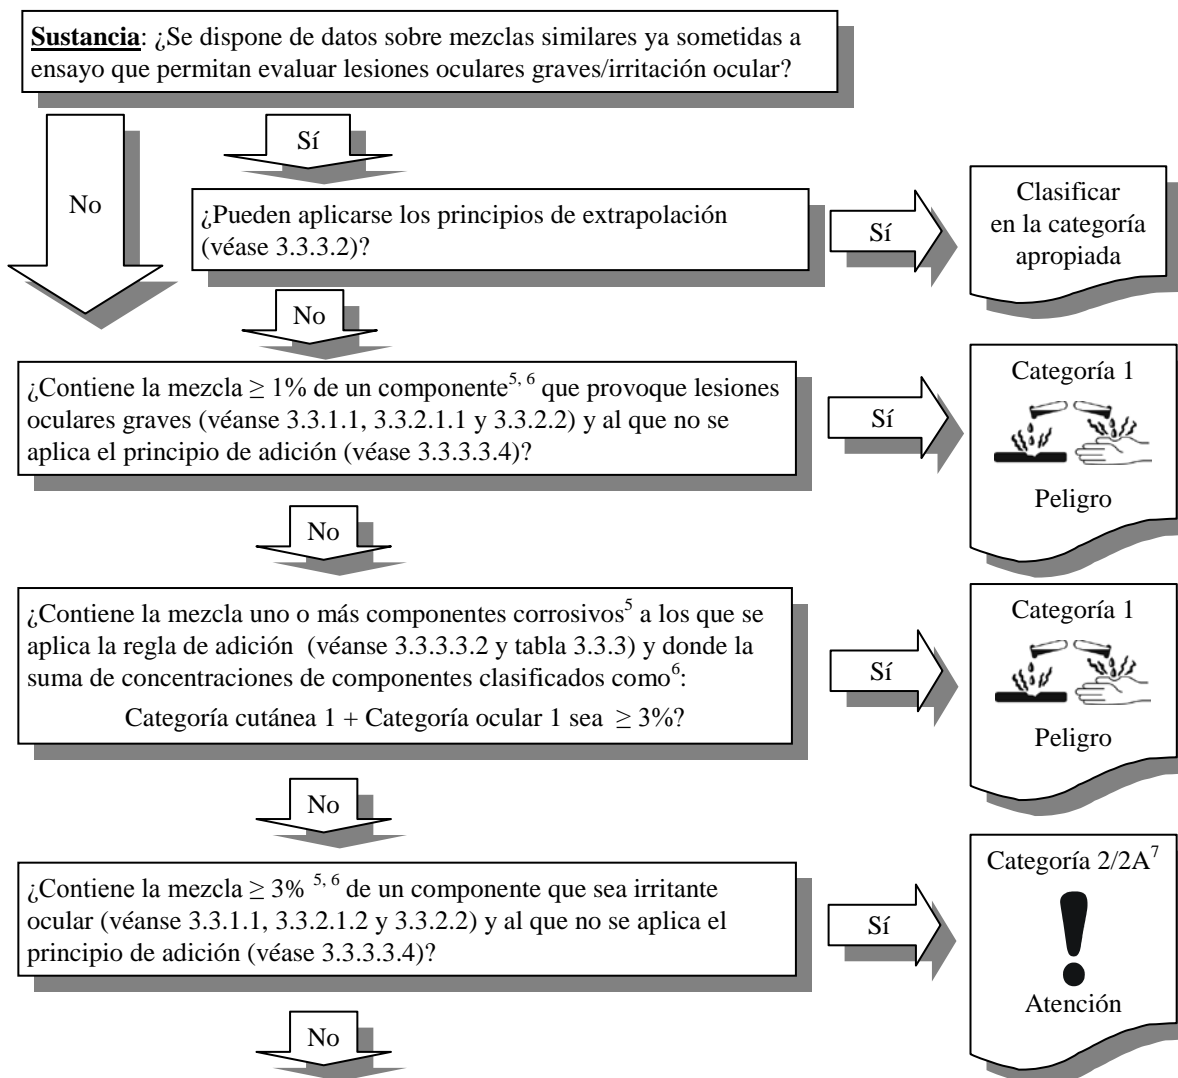 Sustancia: ¿Se dispone de datos sobre mezclas similares ya sometidas a
ensayo que permitan evaluar lesiones oculares graves/irritación ocular?
No
Sí
¿Pueden aplicarse los principios de extrapolación
(véase 3.3.3.2)?
Sí
Clasificar
en la categoría
apropiada
No
¿Contiene la mezcla ≥ 1% de un componente5, 6 que provoque lesiones
oculares graves (véanse 3.3.1.1, 3.3.2.1.1 y 3.3.2.2) y al que no se
aplica el principio de adición (véase 3.3.3.3.4)?
Sí
Categoría 1
Peligro
No
¿Contiene la mezcla uno o más componentes corrosivos5 a los que se
aplica la regla de adición (véanse 3.3.3.3.2 y tabla 3.3.3) y donde la
suma de concentraciones de componentes clasificados como6:
Categoría cutánea 1 + Categoría ocular 1 sea ≥ 3%?
Sí
Categoría 1
Peligro
No
¿Contiene la mezcla ≥ 3% 5, 6 de un componente que sea irritante
ocular (véanse 3.3.1.1, 3.3.2.1.2 y 3.3.2.2) y al que no se aplica el
principio de adición (véase 3.3.3.3.4)?
Sí
Categoría 2/2A7
Atención
No